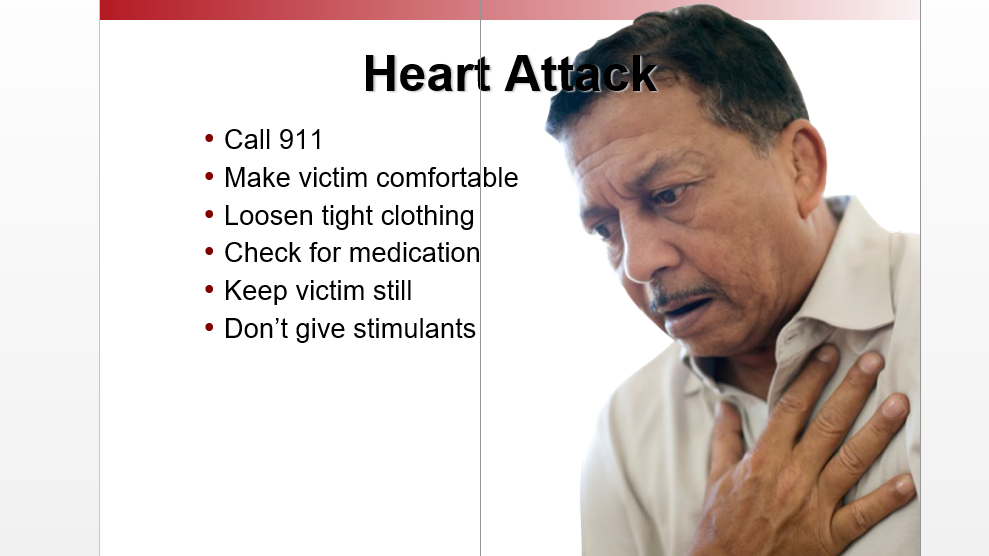 Heart Attack
• Call 911
• Make victim comfortable
• Loosen tight clothing
• Check for medication
• Keep victim still
• Don’t give stimulants